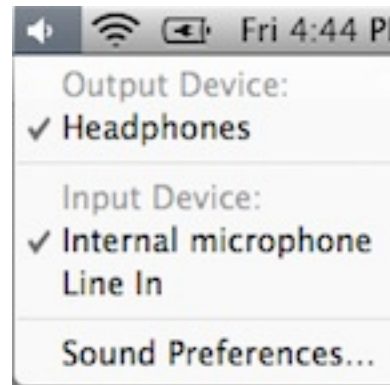 Fri 4:44 P
Output Device:
✓ Headphones
Input Device:
✓ Internal microphone
Line In
Sound Preferences...